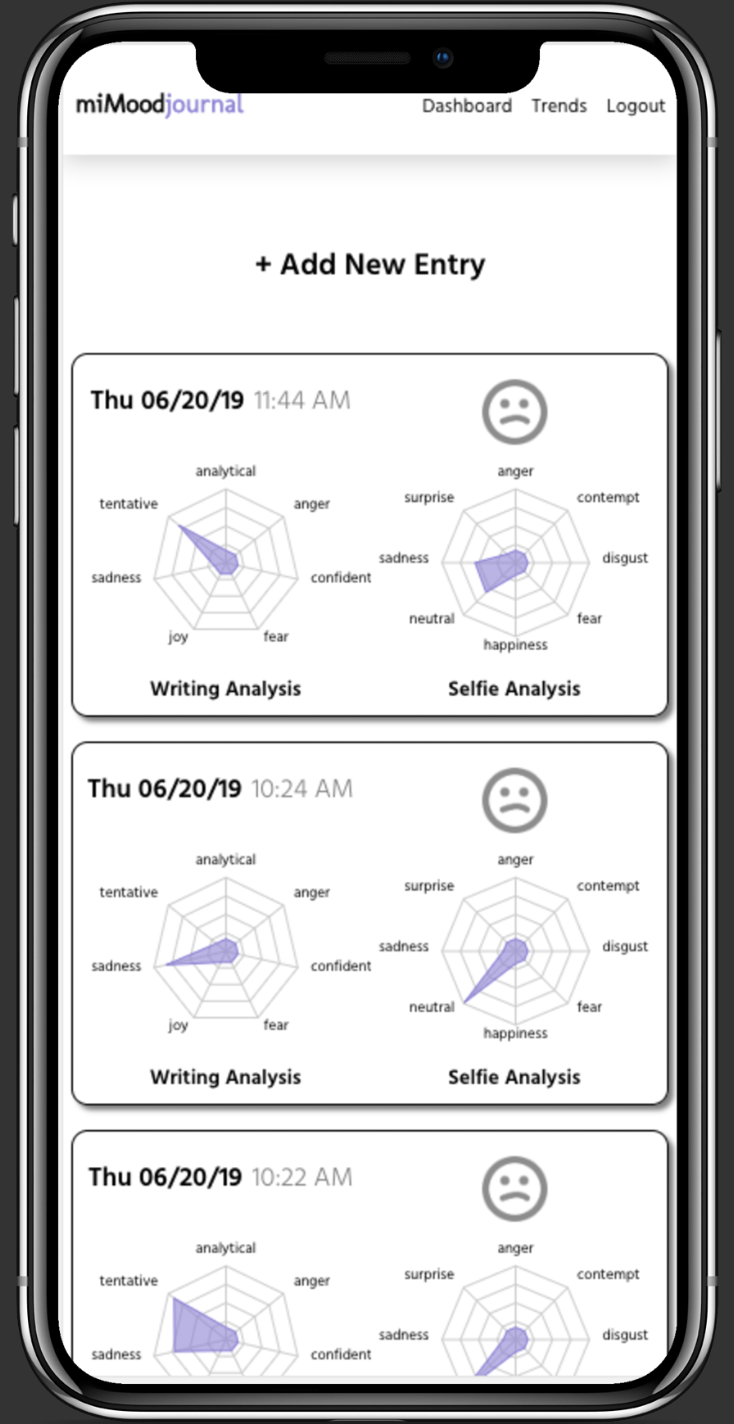 miMoodjournal Dashboard Trends Logout
+ Add New Entry
Thu 06/20/19 11:44 AM
analytical
tentative anger
sadness confident
joy fear
Writing Analysis
anger
surprise contempt
sadness disgust
neutral fear
happiness
Selfie Analysis
Thu 06/20/19 10:24 AM
analytical
tentative anger
sadness confident
joy fear
Writing Analysis
anger
surprise contempt
sadness disgust
neutral fear
happiness
Selfie Analysis
Thu 06/20/19 10:22 AM
analytical
tentative anger
sadness confident
anger
surprise contempt
sadness disgust